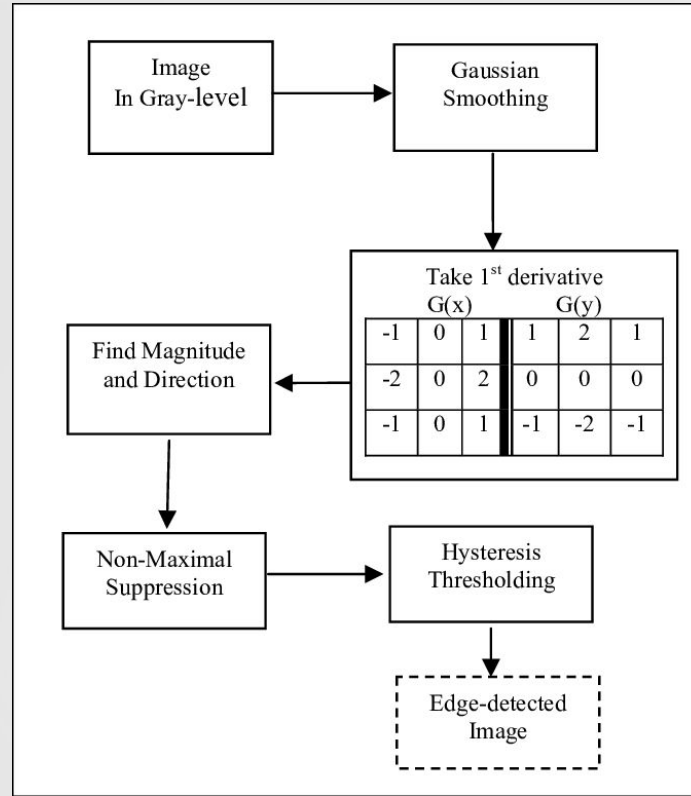 Image
In Gray-level
Gaussian
Smoothing
Take 1st derivative
G(x) G(y)
-1 0 1 1 2 1
-2 0 2 0 0 0
-1 0 1 -1 -2 -1
Find Magnitude
and Direction
Non-Maximal
Suppression
Hysteresis
Thresholding
Edge-detected
Image